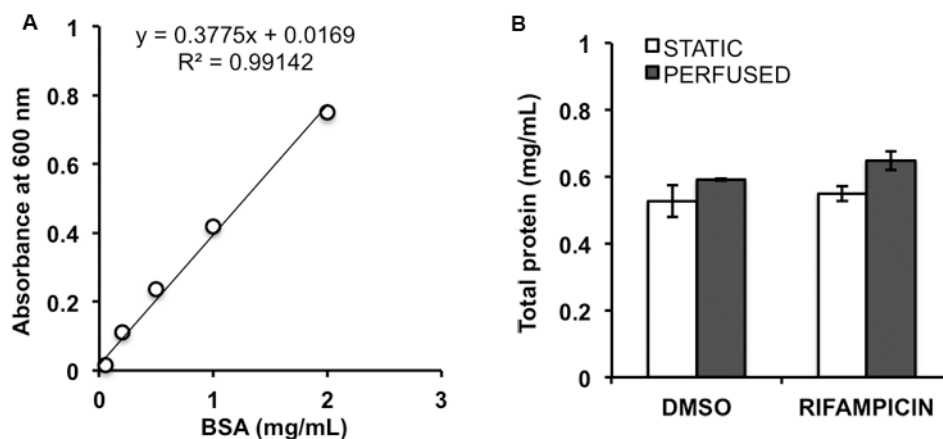 A
y = 0.3775x + 0.0169
R² = 0.99142
Absorbance at 600 nm
1
0.8
0.6
0.4
0.2
0
0 1 2 3
BSA (mg/mL)
B
STATIC
PERFUSED
Total protein (mg/mL)
1
0.8
0.6
0.4
0.2
0
DMSO RIFAMPICIN